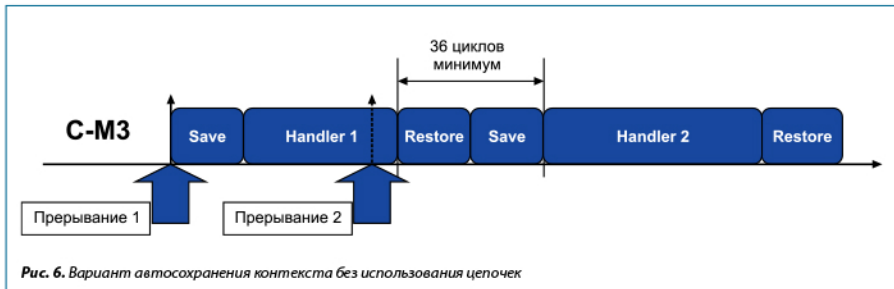 36 циклов
минимум
C-M3
Save
Handler 1
Restore
Save
Handler 2
Restore
Прерывание 1
Прерывание 2
Рис. 6. Вариант автосохранения контекста без использования цепочек